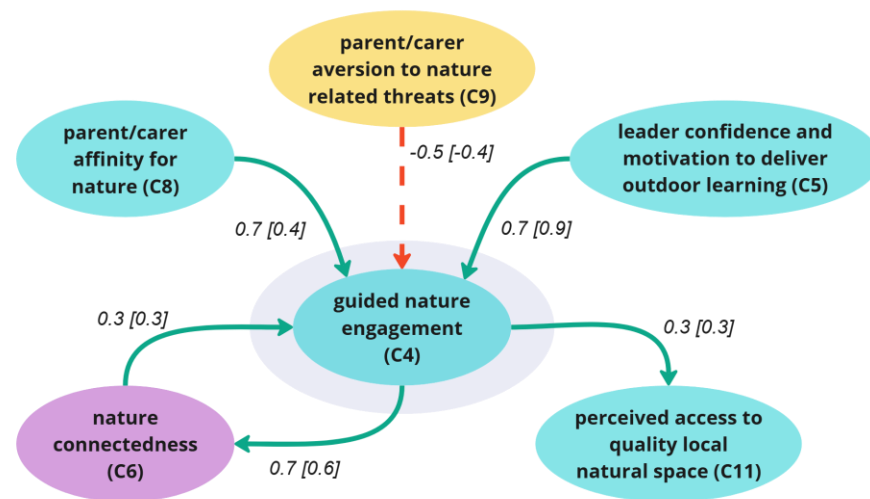 parent/carer
aversion to nature
related threats (C9)
parent/carer
affinity for
nature (C8)
leader confidence and
motivation to deliver
outdoor learning (C5)
-0.5 [-0.4]
0.7 [0.4]
0.7 [0.9]
guided nature
engagement
(C4)
0.3 [0.3]
0.3 [0.3]
nature
connectedness
(C6)
0.7 [0.6]
perceived access to
quality local
natural space (C11)